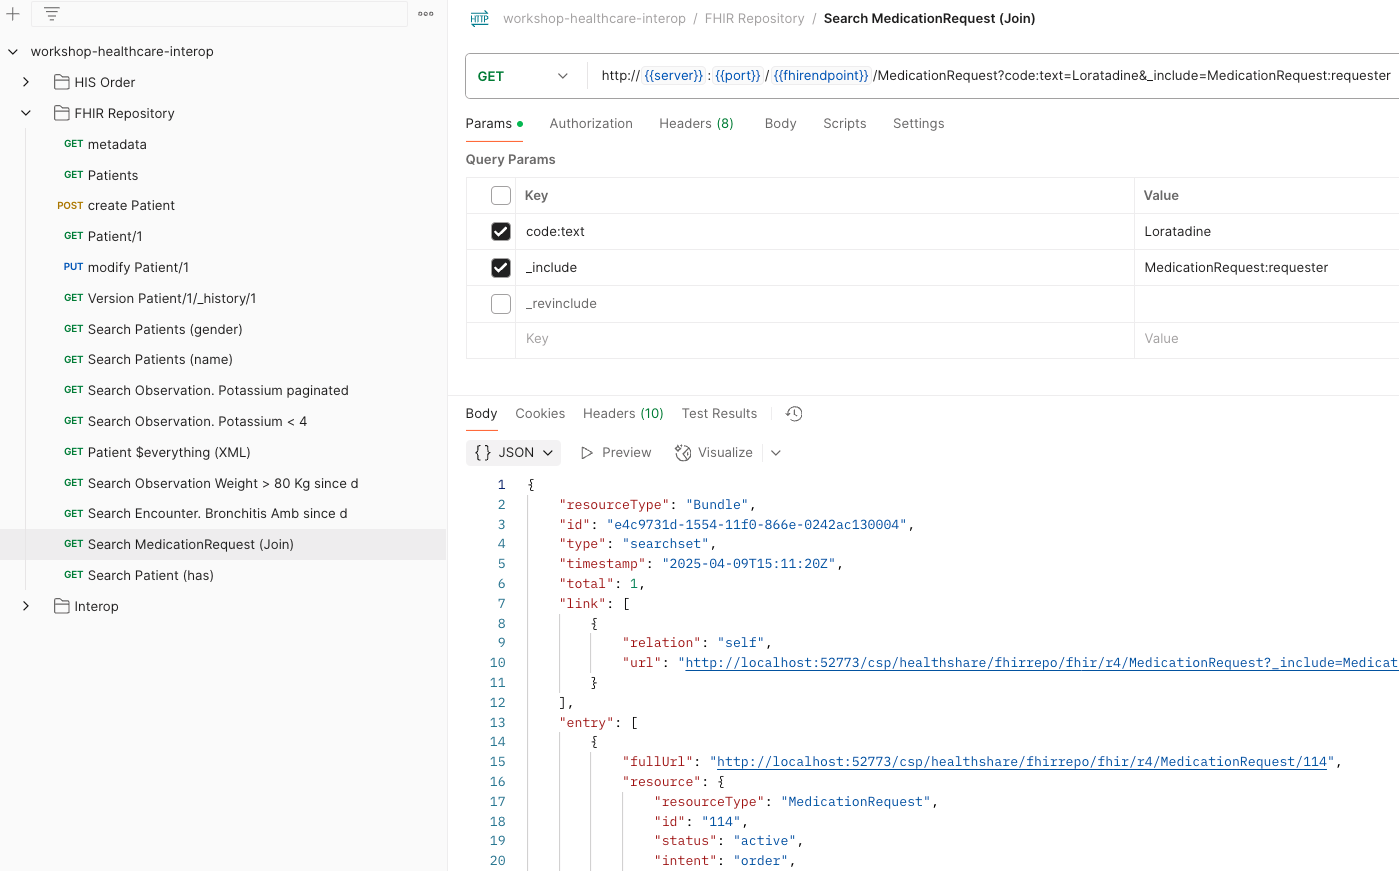 workshop-healthcare-interop
HIS Order
FHIR Repository
GET metadata
GET Patients
POST create Patient
GET Patient/1
PUT modify Patient/1
GET Version Patient/1/_history/1
GET Search Patients (gender)
GET Search Patients (name)
GET Search Observation. Potassium paginated
GET Search Observation. Potassium < 4
GET Patient $everything (XML)
GET Search Observation Weight > 80 Kg since d
GET Search Encounter. Bronchitis Amb since d
GET Search MedicationRequest (Join)
GET Search Patient (has)
Interop
HTTP workshop-healthcare-interop / FHIR Repository / Search MedicationRequest (Join)
GET http:// {{server}} : {{port}} / {{fhirendpoint}} /MedicationRequest?code:text=Loratadine&_include=MedicationRequest:requester
Params Authorization Headers (8) Body Scripts Settings
Query Params
Key Value
code:text Loratadine
_include MedicationRequest:requester
_revinclude
Key Value
Body Cookies Headers (10) Test Results
{} JSON Preview Visualize
1 {
2 "resourceType": "Bundle",
3 "id": "e4c9731d-1554-11f0-866e-0242ac130004",
4 "type": "searchset",
5 "timestamp": "2025-04-09T15:11:20Z",
6 "total": 1,
7 "link": [
8 {
9 "relation": "self",
10 "url": "http://localhost:52773/csp/healthshare/fhirrepo/fhir/r4/MedicationRequest?_include=Medicat
11 }
12 ],
13 "entry": [
14 {
15 "fullUrl": "http://localhost:52773/csp/healthshare/fhirrepo/fhir/r4/MedicationRequest/114",
16 "resource": {
17 "resourceType": "MedicationRequest",
18 "id": "114",
19 "status": "active",
20 "intent": "order",